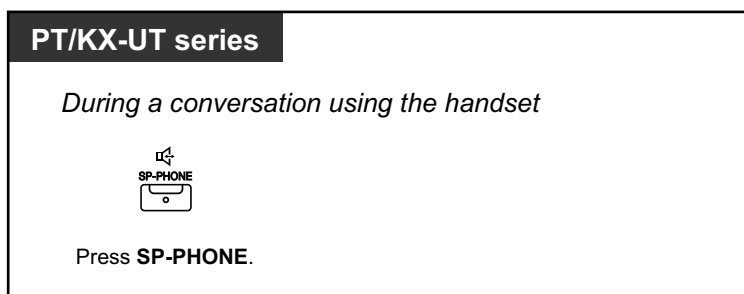 PT/KX-UT series
During a conversation using the handset
SP-PHONE
Press SP-PHONE.